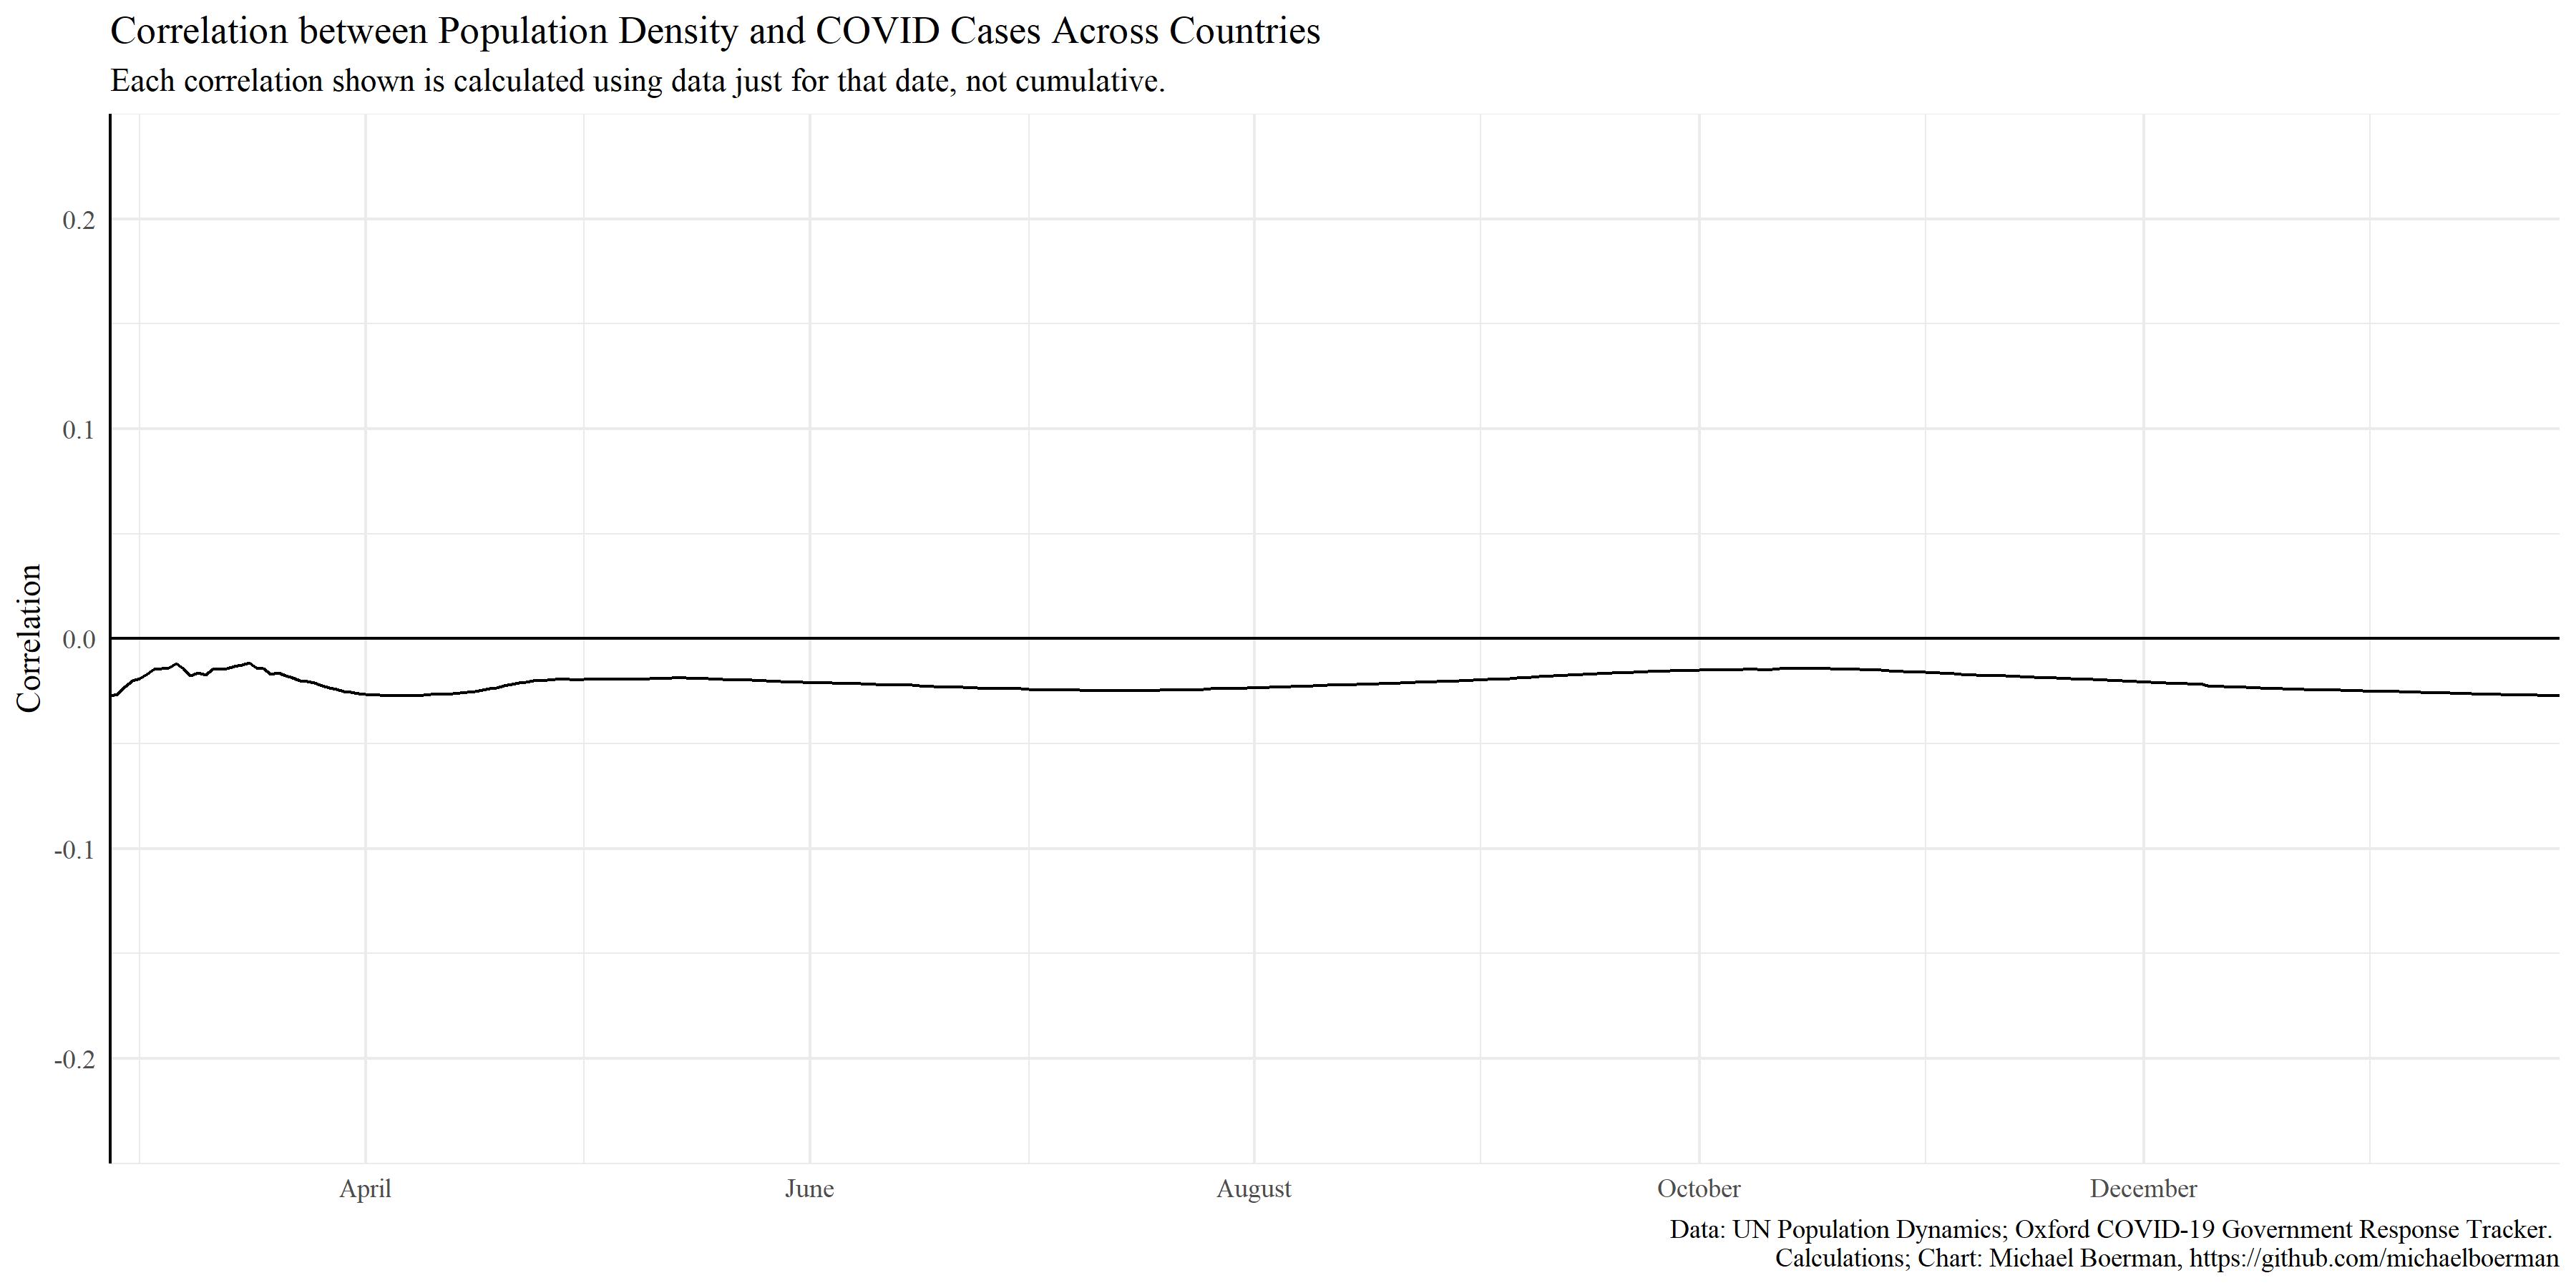 Correlation between Population Density and COVID Cases Across Countries
Each correlation shown is calculated using data just for that date, not cumulative.
Correlation
0.2
0.1
0.0
-0.1
-0.2
April June August October December
Data: UN Population Dynamics; Oxford COVID-19 Government Response Tracker.
Calculations; Chart: Michael Boerman, https://github.com/michaelboerman